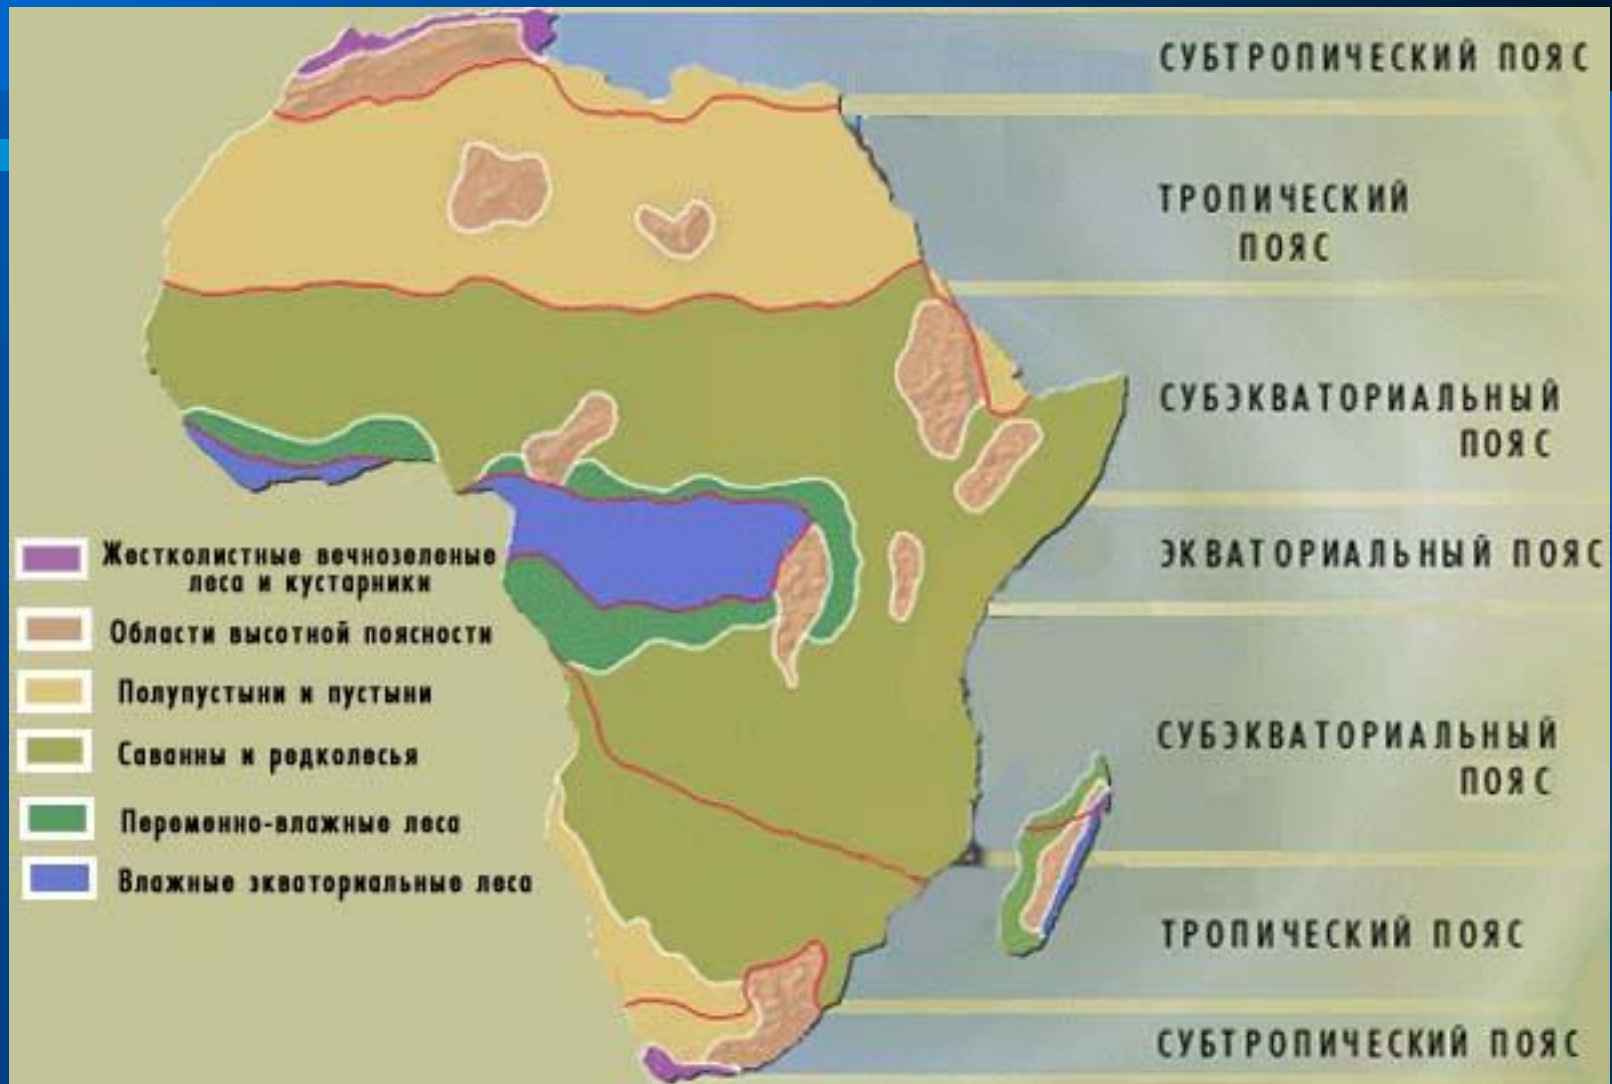 СУБТРОПИЧЕСКИЙ ПОЯС
ТРОПИЧЕСКИЙ
ПОЯС
СУБЭКВАТОРИАЛЬНЫЙ
ПОЯС
ЭКВАТОРИАЛЬНЫЙ ПОЯС
СУБЭКВАТОРИАЛЬНЫЙ
ПОЯС
ТРОПИЧЕСКИЙ ПОЯС
СУБТРОПИЧЕСКИЙ ПОЯС
Жестколистные вечнозеленые
леса и кустарники
Области высотной поясности
Полупустыни и пустыни
Саванны и редколесья
Переменно-влажные леса
Влажные экваториальные леса